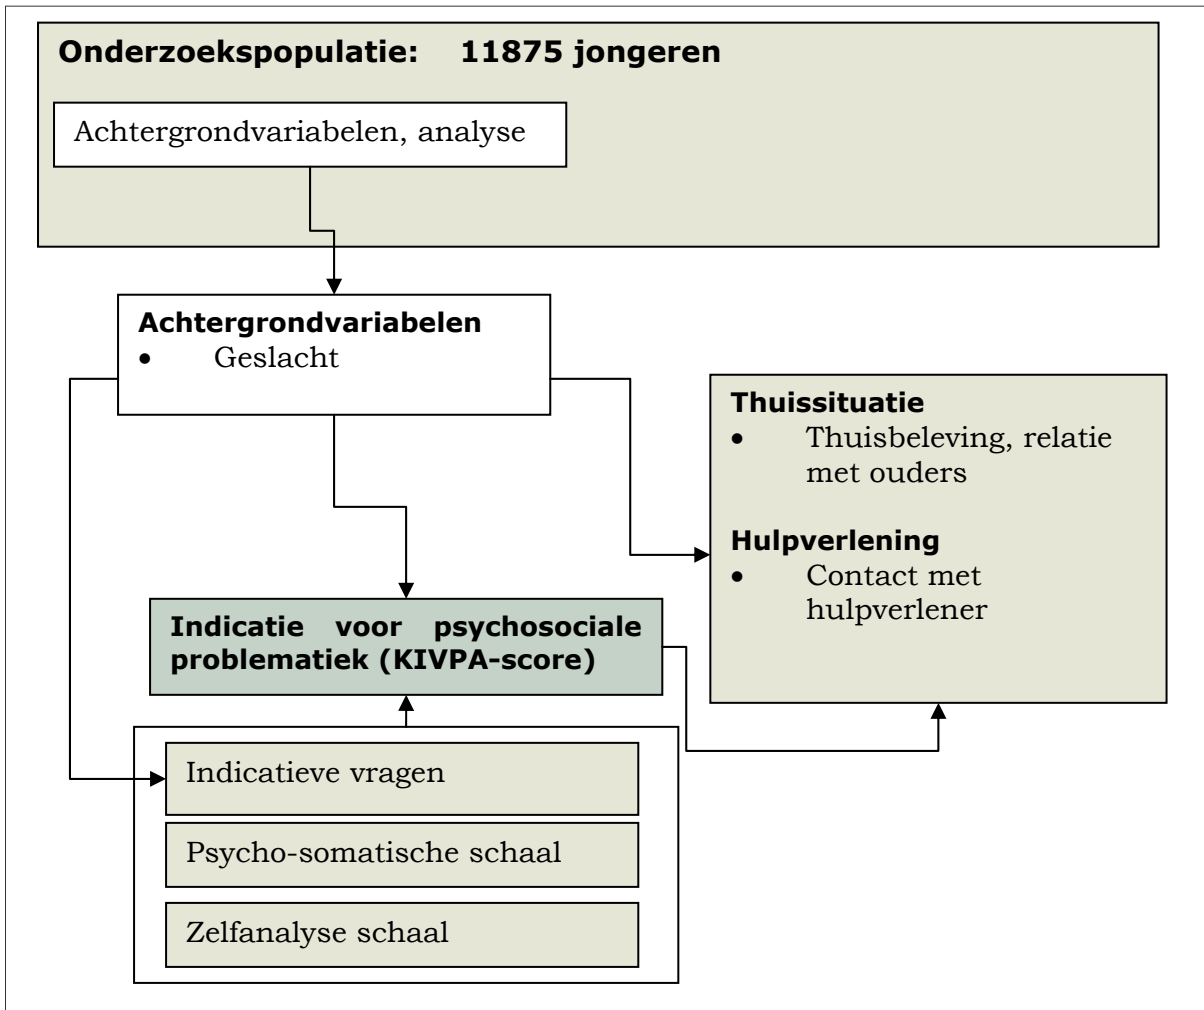 Onderzoekspopulatie: 11875 jongeren
Achtergrondvariabelen, analyse
Achtergrondvariabelen
• Geslacht
Thuissituatie
• Thuisbeleving, relatie
met ouders
Hulpverlening
• Contact met
hulpverlener
Indicatie voor psychosociale
problematiek (KIVPA-score)
Indicatieve vragen
Psycho-somatische schaal
Zelfanalyse schaal